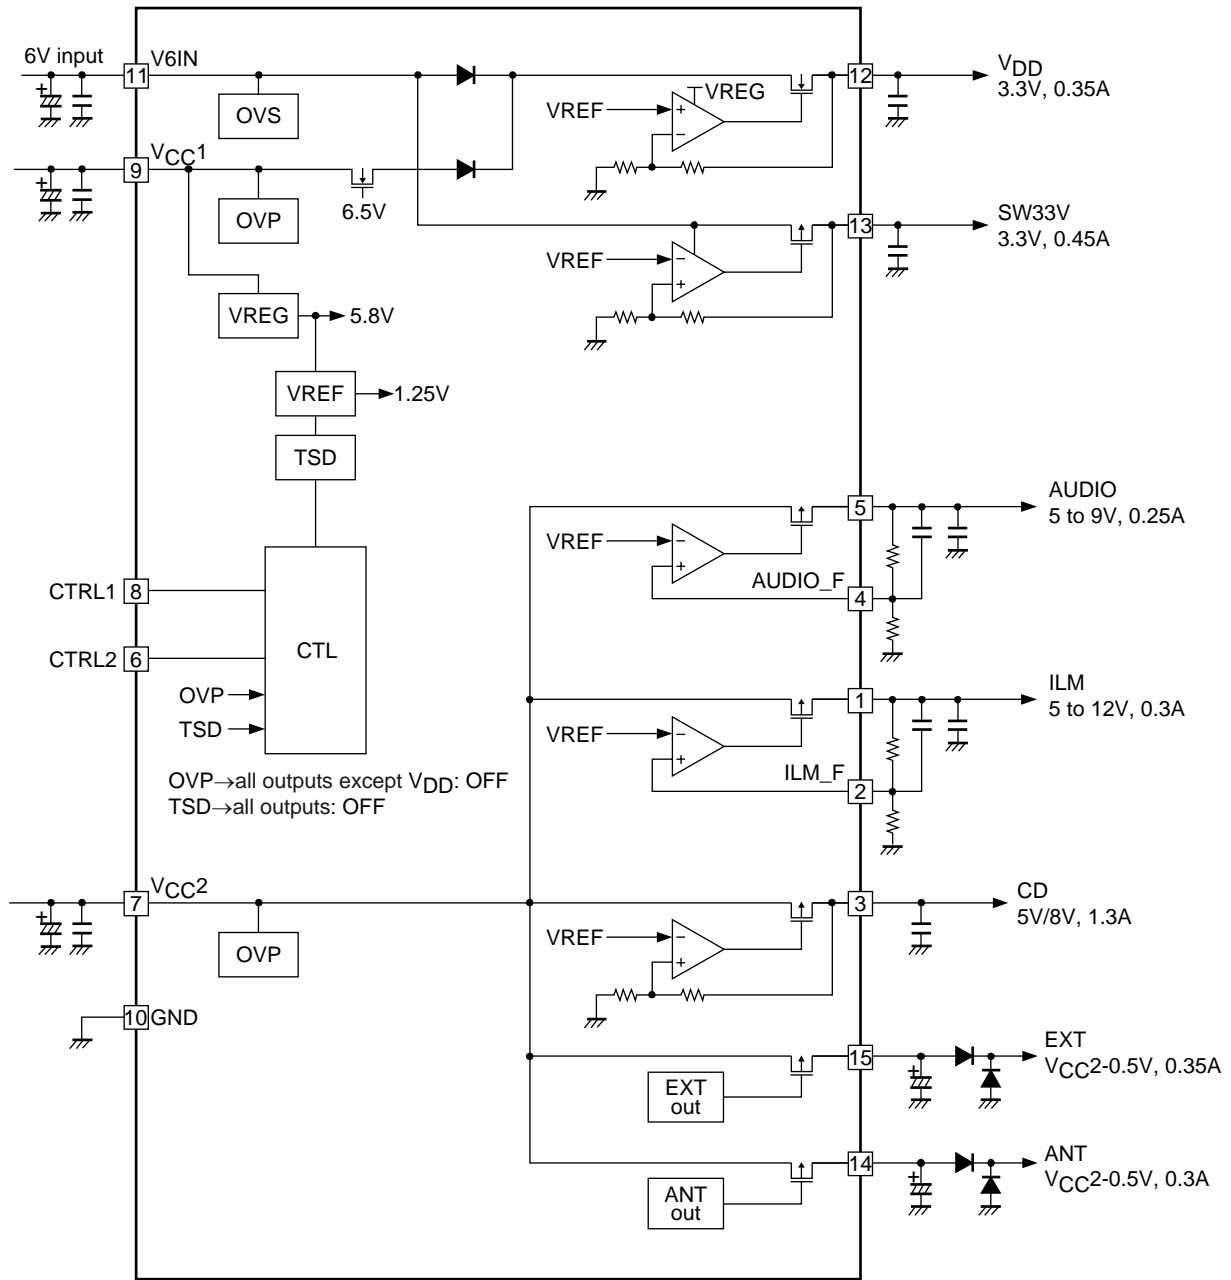 6V input
V6IN
11
OVS
VREF
VREG
+
−
12
VDD
3.3V, 0.35A
+
9
VCC1
OVP
6.5V
+
13
SW33V
3.3V, 0.45A
VREF
−
+
VREG
5.8V
VREF
1.25V
TSD
5
AUDIO
5 to 9V, 0.25A
VREF
−
+
AUDIO_F
4
CTRL1
8
CTRL2
6
CTL
OVP
TSD
OVP→all outputs except VDD: OFF
TSD→all outputs: OFF
1
ILM
5 to 12V, 0.3A
VREF
−
+
ILM_F
2
7
VCC2
OVP
+
3
CD
5V/8V, 1.3A
VREF
−
+
10
GND
15
EXT
VCC2-0.5V, 0.35A
EXT
out
+
14
ANT
VCC2-0.5V, 0.3A
ANT
out
+